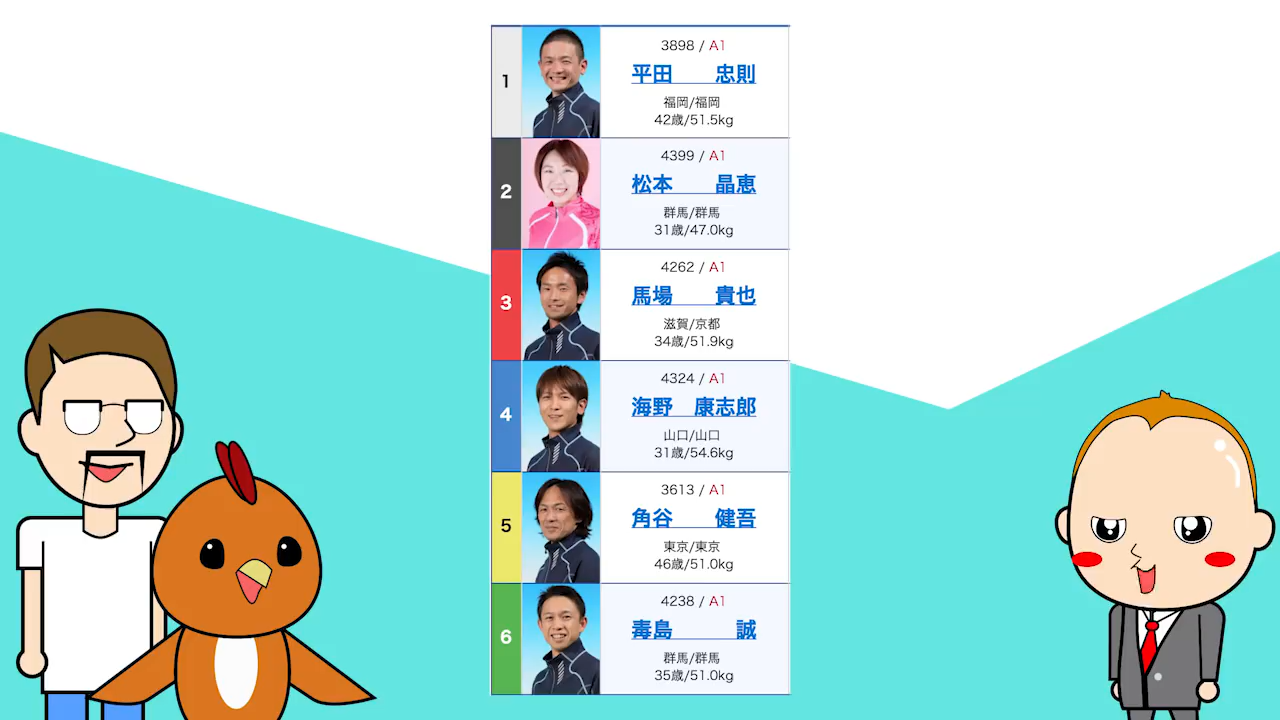 1
3898 / A1
平田 忠則
福岡/福岡
42歳/51.5kg
2
4399 / A1
松本 晶恵
群馬/群馬
31歳/47.0kg
3
4262 / A1
馬場 貴也
滋賀/京都
34歳/51.9kg
4
4324 / A1
海野 康志郎
山口/山口
31歳/54.6kg
5
3613 / A1
角谷 健吾
東京/東京
46歳/51.0kg
6
4238 / A1
毒島 誠
群馬/群馬
35歳/51.0kg